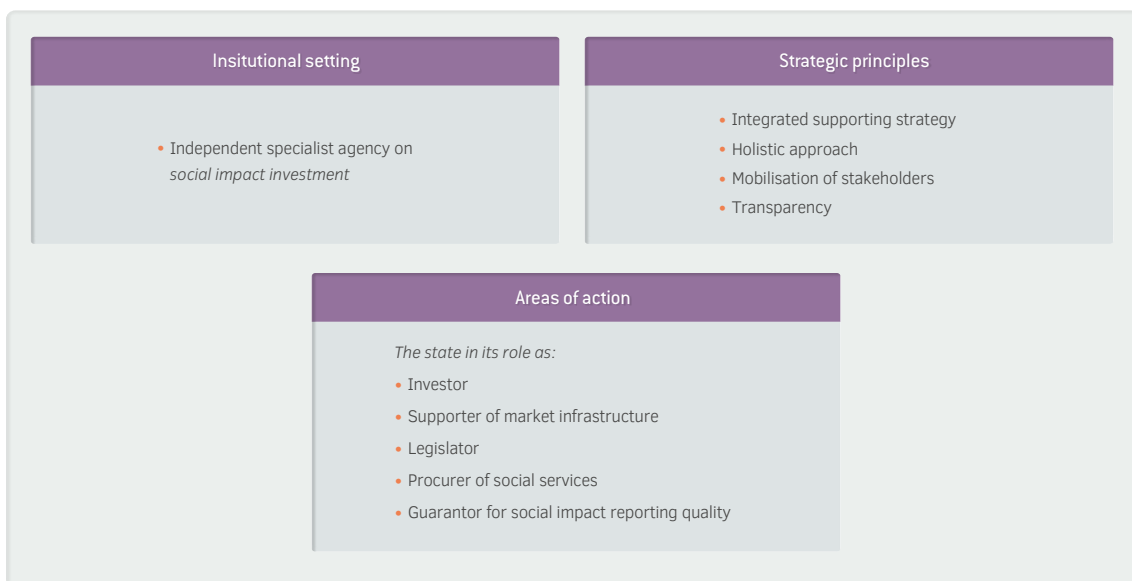 Insitutional setting
• Independent specialist agency on
social impact investment
Strategic principles
• Integrated supporting strategy
• Holistic approach
• Mobilisation of stakeholders
• Transparency
Areas of action
The state in its role as:
• Investor
• Supporter of market infrastructure
• Legislator
• Procurer of social services
• Guarantor for social impact reporting quality